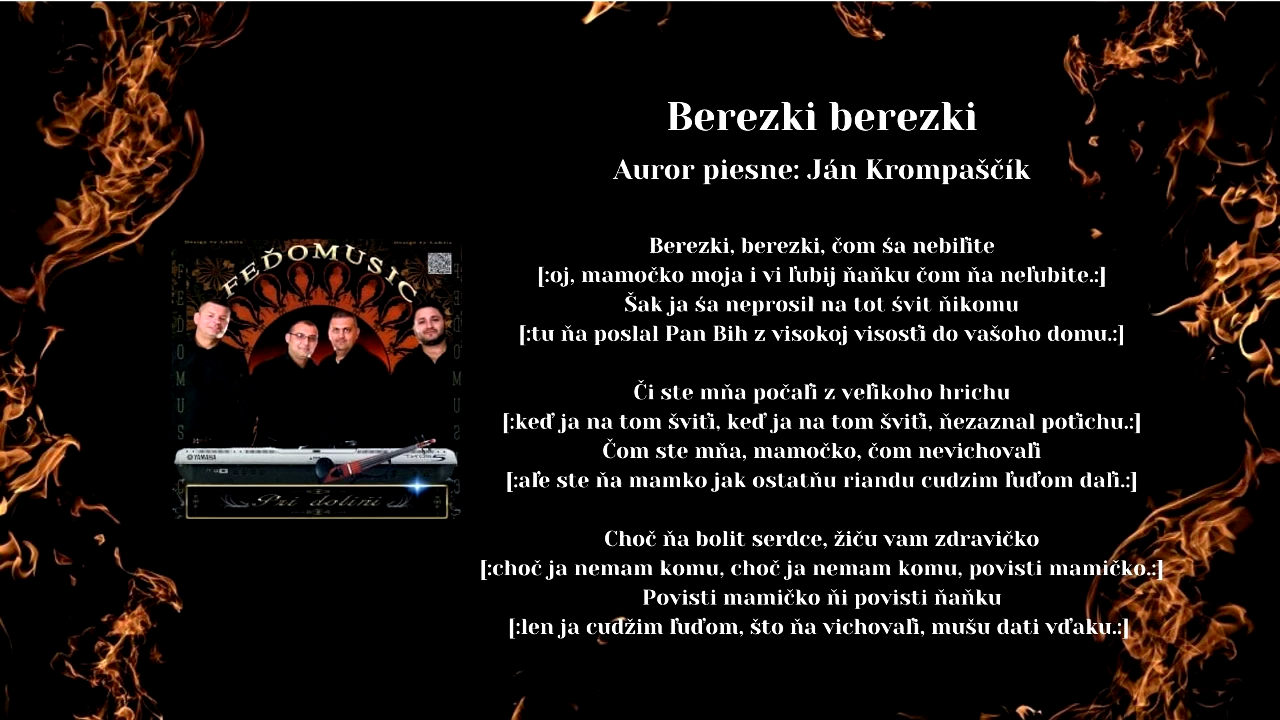 Berezki berezki
Auror piesne: Ján Krompaščík
Design by LaRita
FEĎOMUSIC
YAMAHA
Pri doliňi
Berezki, berezki, čom śa nebiľite
[:oj, mamočko moja i vi ľubij ňaňku čom ňa neľubite.:]
Šak ja śa neprosil na tot śvit ňikomu
[:tu ňa poslal Pan Bih z visokoj visosťi do vašoho domu.:]
Či ste mňa počaľi z veľikoho hrichu
[:keď ja na tom šviťi, keď ja na tom šviťi, ňezaznal poťichu.:]
Čom ste mňa, mamočko, čom nevichovaľi
[:aľe ste ňa mamko jak ostatňu riandu cudzim ľuďom daľi.:]
Choč ňa bolit serdce, žiču vam zdravičko
[:choč ja nemam komu, choč ja nemam komu, povisti mamičko.:]
Povisti mamičko ňi povisti ňaňku
[:len ja cudžim ľuďom, što ňa vichovaľi, mušu dati vďaku.:]